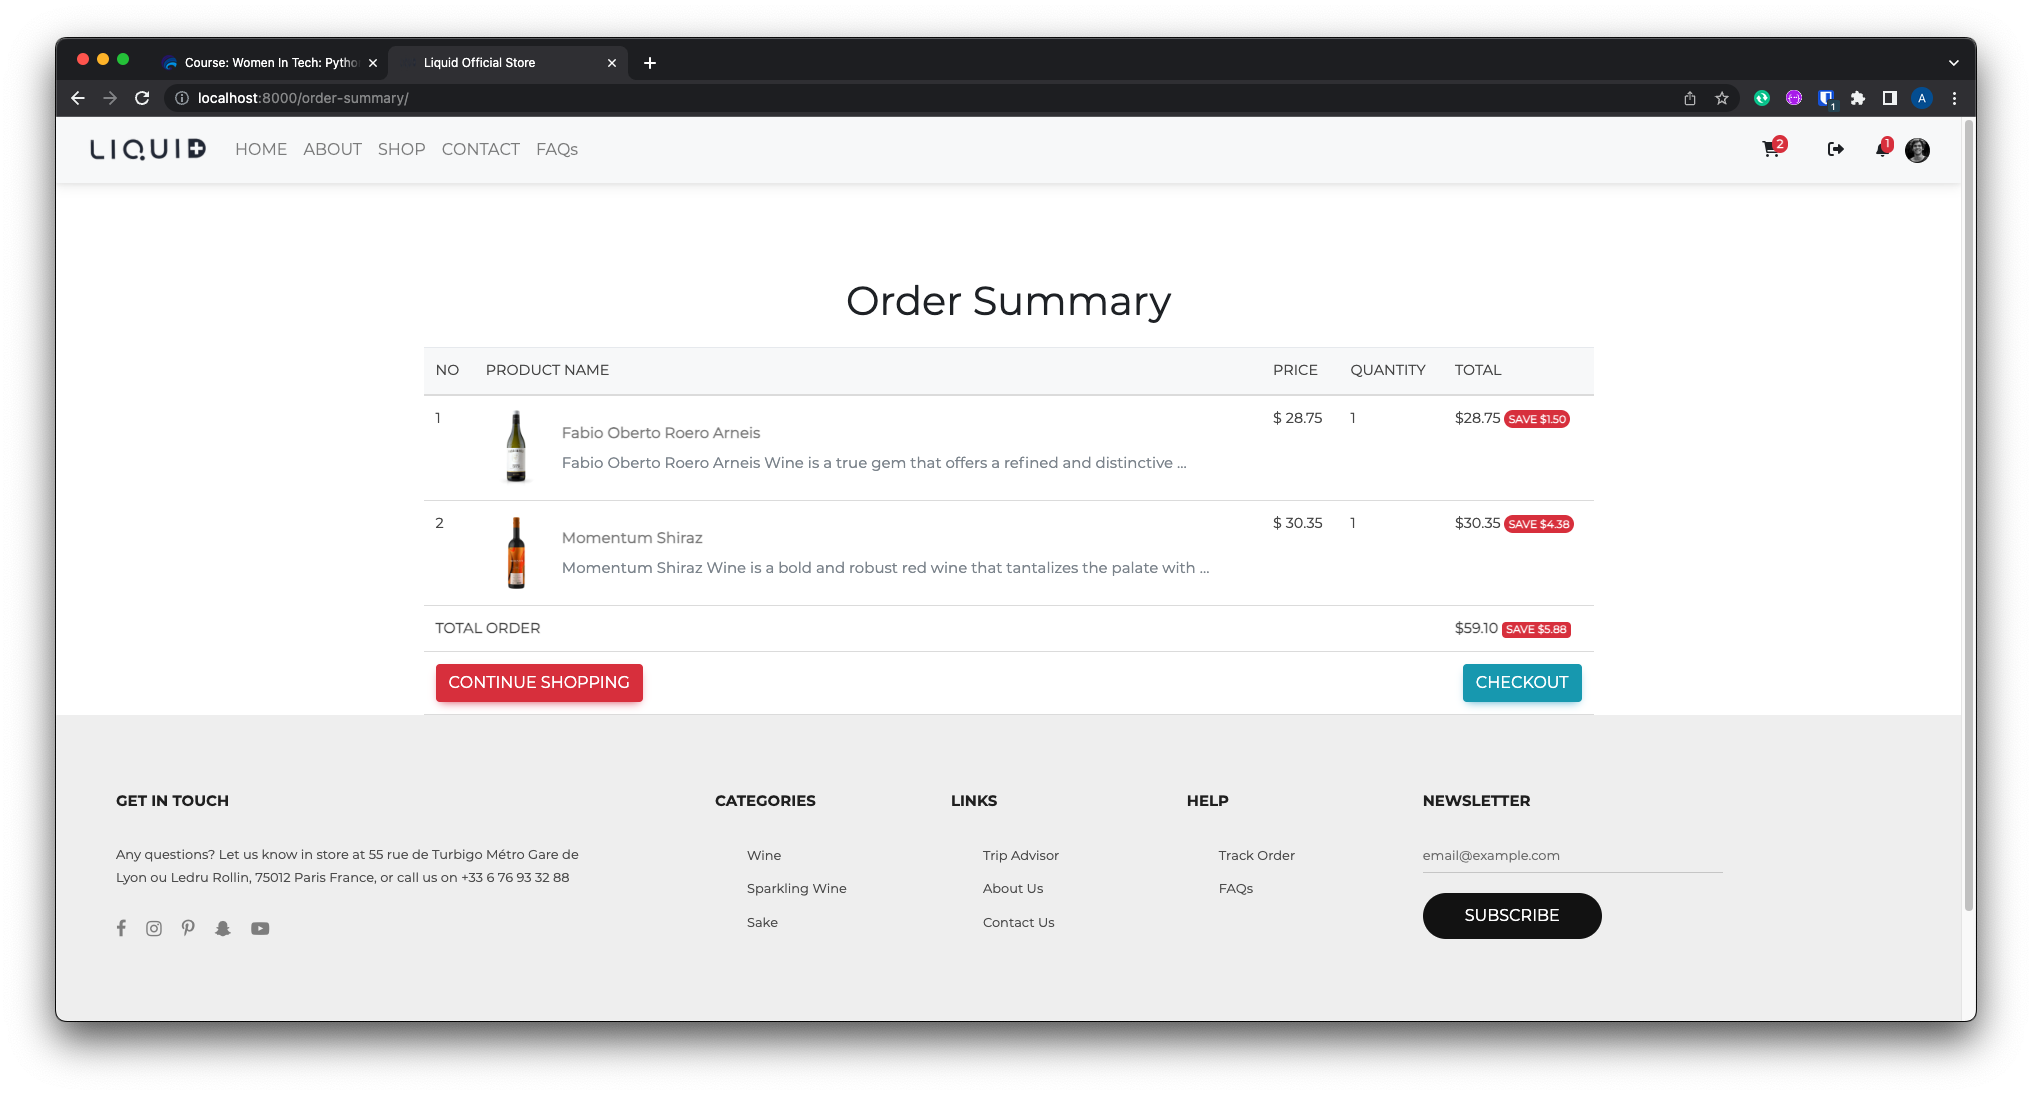 Course: Women In Tech: Pytho
Liquid Official Store
localhost:8000/order-summary/
1
A
LIQUID
HOME
ABOUT
SHOP
CONTACT
FAQs
2
1
Order Summary
NO PRODUCT NAME PRICE QUANTITY TOTAL
1 Fabio Oberto Roero Arneis $ 28.75 1 $28.75 SAVE $1.50
Fabio Oberto Roero Arneis Wine is a true gem that offers a refined and distinctive ...
2 Momentum Shiraz $ 30.35 1 $30.35 SAVE $4.38
Momentum Shiraz Wine is a bold and robust red wine that tantalizes the palate with ...
TOTAL ORDER $59.10 SAVE $5.88
CONTINUE SHOPPING
CHECKOUT
GET IN TOUCH
Any questions? Let us know in store at 55 rue de Turbigo Métro Gare de
Lyon ou Ledru Rollin, 75012 Paris France, or call us on +33 6 76 93 32 88
CATEGORIES
Wine
Sparkling Wine
Sake
LINKS
Trip Advisor
About Us
Contact Us
HELP
Track Order
FAQs
NEWSLETTER
email@example.com
SUBSCRIBE